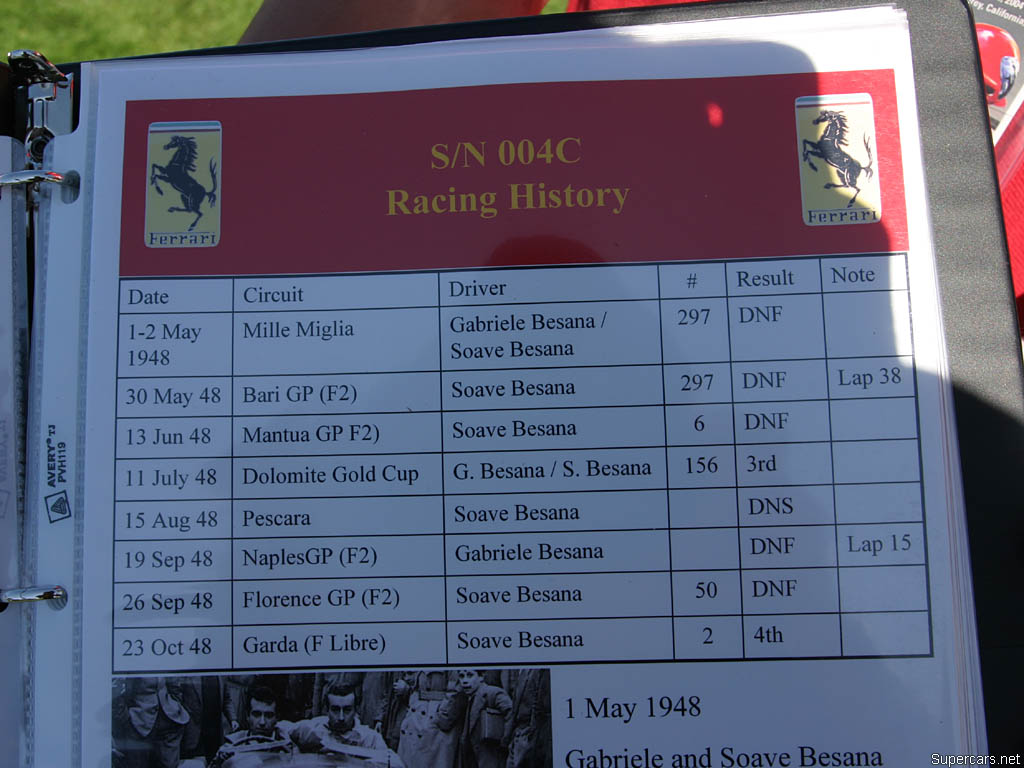 2004
rey, California
Ferrari
S/N 004C
Racing History
Ferrari
Date Circuit Driver # Result Note
1-2 May 1948 Mille Miglia Gabriele Besana / Soave Besana 297 DNF
30 May 48 Bari GP (F2) Soave Besana 297 DNF Lap 38
13 Jun 48 Mantua GP F2) Soave Besana 6 DNF
11 July 48 Dolomite Gold Cup G. Besana / S. Besana 156 3rd
15 Aug 48 Pescara Soave Besana DNS
19 Sep 48 NaplesGP (F2) Gabriele Besana DNF Lap 15
26 Sep 48 Florence GP (F2) Soave Besana 50 DNF
23 Oct 48 Garda (F Libre) Soave Besana 2 4th
1 May 1948
Gabriele and Soave Besana
AVERY® TJ
PVH119
Supercars.net